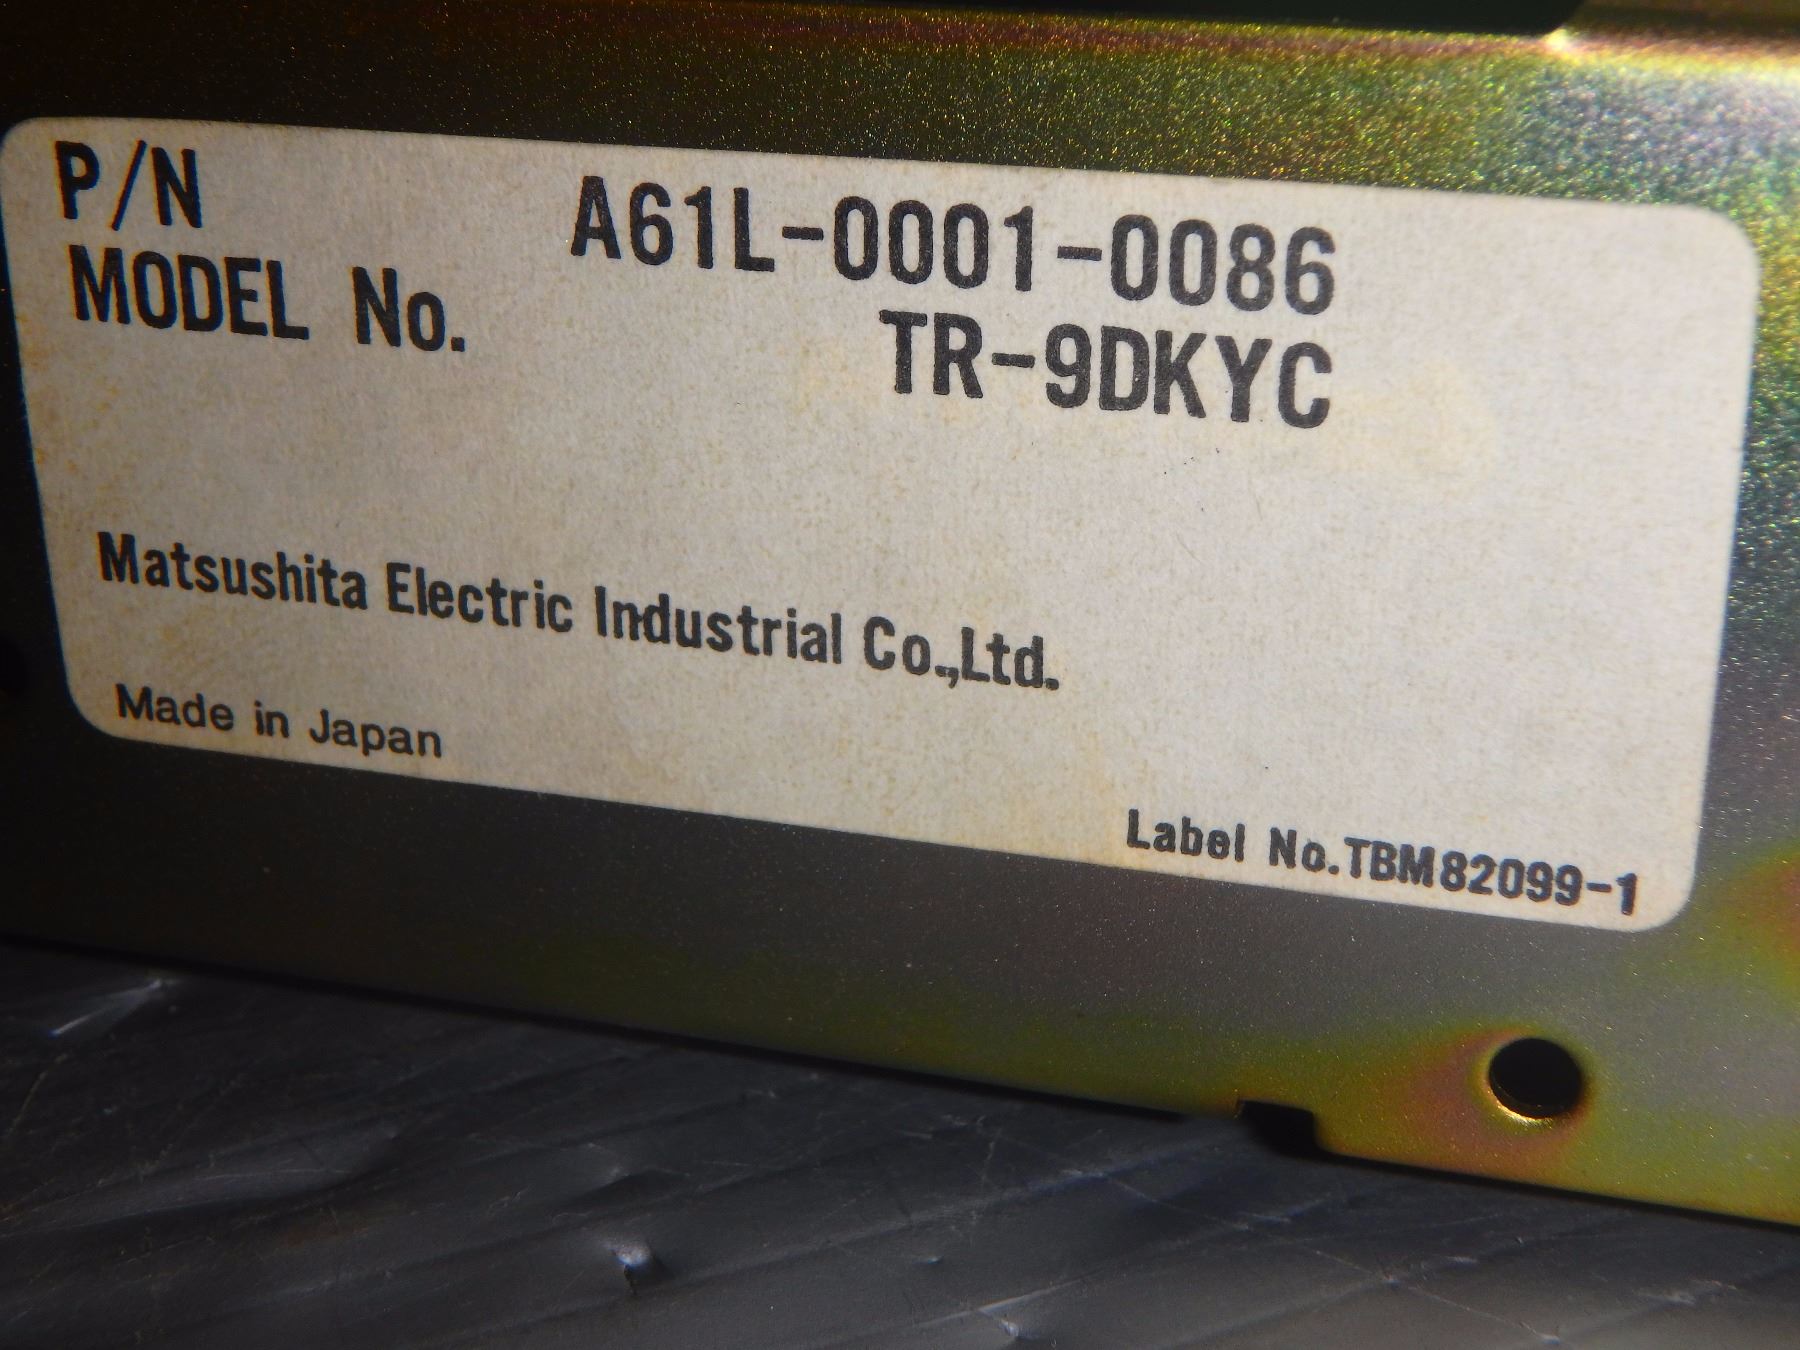 P/N A61L-0001-0086
MODEL No. TR-9DKYC
Matsushita Electric Industrial Co.,Ltd.
Made in Japan
Label No.TBM82099-1